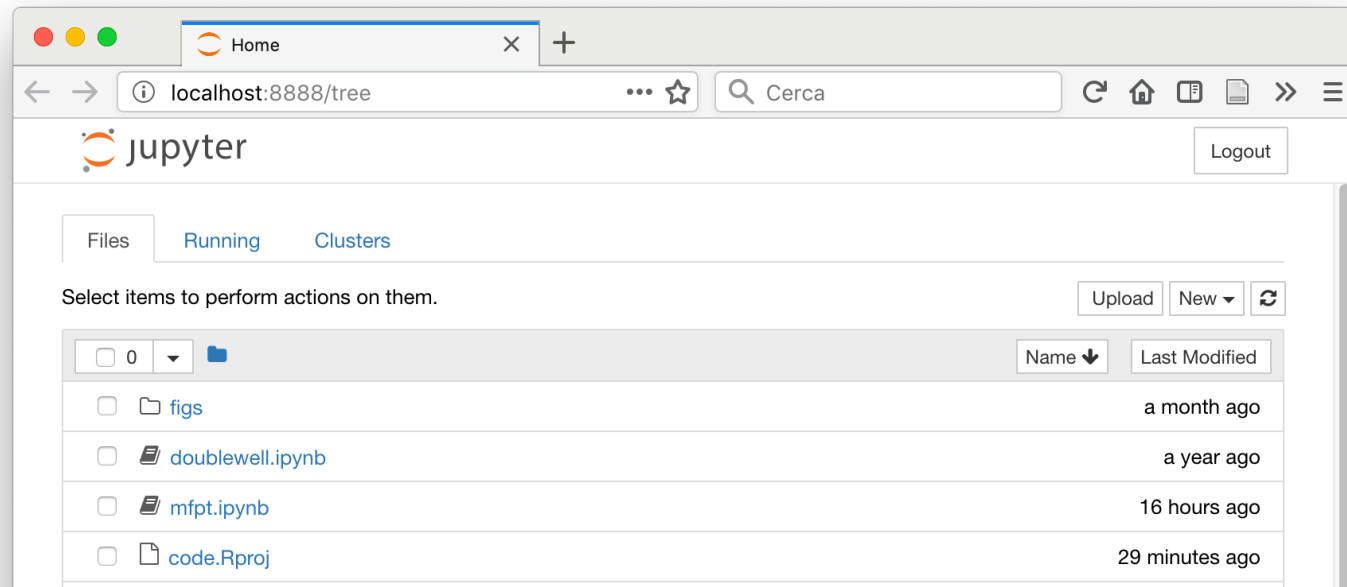 Home
localhost:8888/tree
Cerca
jupyter
Logout
Files Running Clusters
Select items to perform actions on them.
Upload New
0 Name Last Modified
figs a month ago
doublewell.ipynb a year ago
mfpt.ipynb 16 hours ago
code.Rproj 29 minutes ago